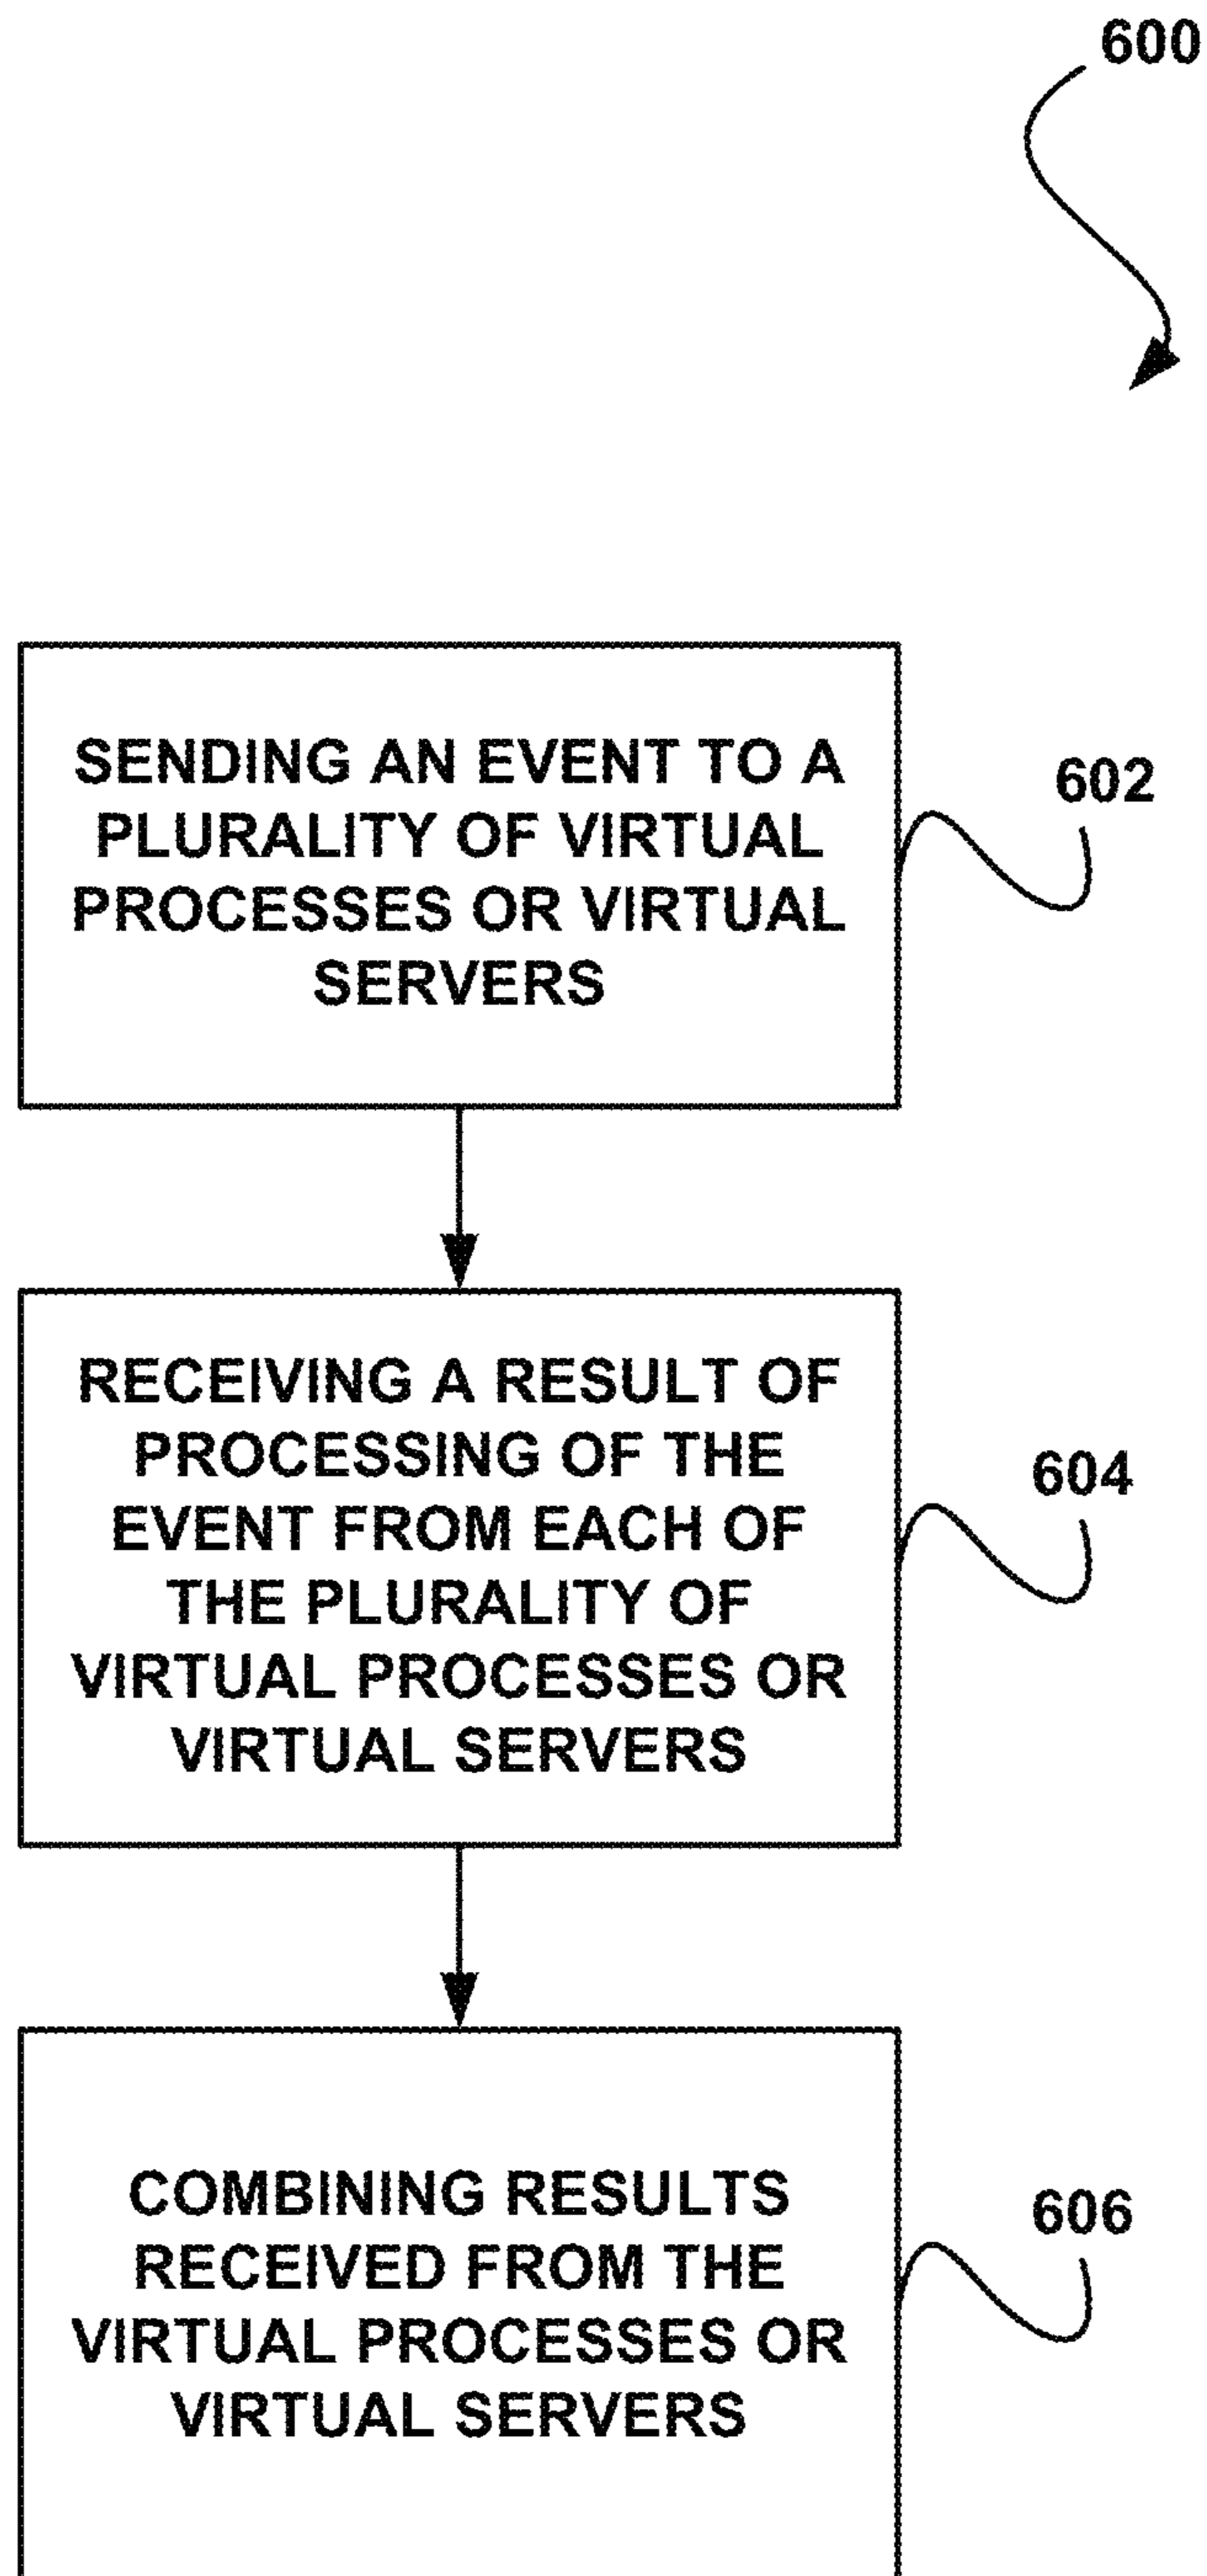 600
SENDING AN EVENT TO A
PLURALITY OF VIRTUAL
PROCESSES OR VIRTUAL
SERVERS
602
RECEIVING A RESULT OF
PROCESSING OF THE
EVENT FROM EACH OF
THE PLURALITY OF
VIRTUAL PROCESSES OR
VIRTUAL SERVERS
604
COMBINING RESULTS
RECEIVED FROM THE
VIRTUAL PROCESSES OR
VIRTUAL SERVERS
606